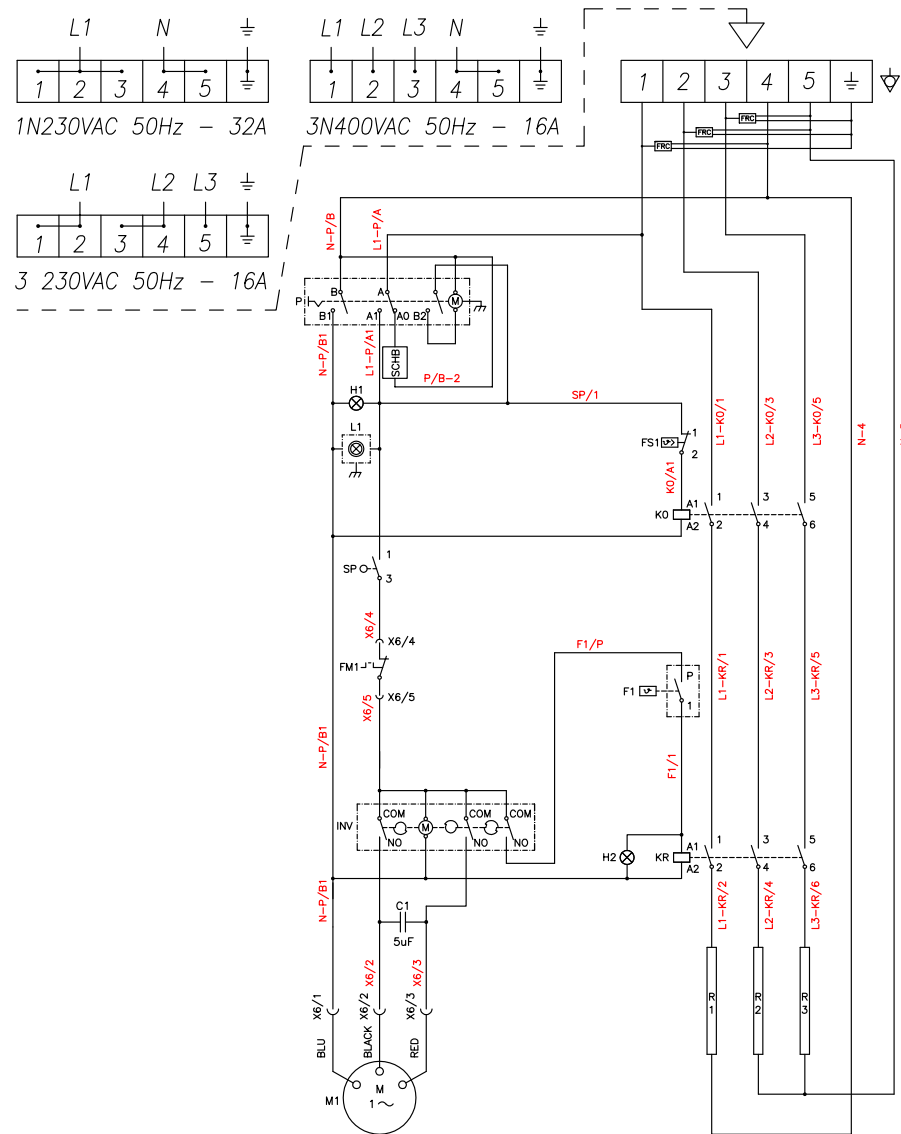 L1 N ⏚
1 2 3 4 5 ⏚
1N230VAC 50Hz - 32A
L1 L2 L3 N ⏚
1 2 3 4 5 ⏚
3N400VAC 50Hz - 16A
L1 L2 L3 ⏚
1 2 3 4 5 ⏚
3 230VAC 50Hz - 16A
1 2 3 4 5 ⏚
FRC
FRC
FRC
N-P/B
L1-P/A
P
B A M
B1 A1 A0 B2
N-P/B1
L1-P/A1
SCHB
P/B-2
H1
SP/1
L1
FS1
1
2
K0/A1
L1-K0/1
L2-K0/3
L3-K0/5
N-4
K0
A1
A2
1 3 5
2 4 6
SP
1
3
X6/4
X6/4
FM1
X6/5
X6/5
F1/P
F1
P
1
L1-KR/1
L2-KR/3
L3-KR/5
N-P/B1
F1/1
INV
COM M COM COM
NO NO NO
H2
KR
A1
A2
1 3 5
2 4 6
N-P/B1
C1
5uF
L1-KR/2
L2-KR/4
L3-KR/6
X6/2
X6/3
X6/1
X6/2
X6/3
R1
R2
R3
BLU
BLACK
RED
M1
M
1~